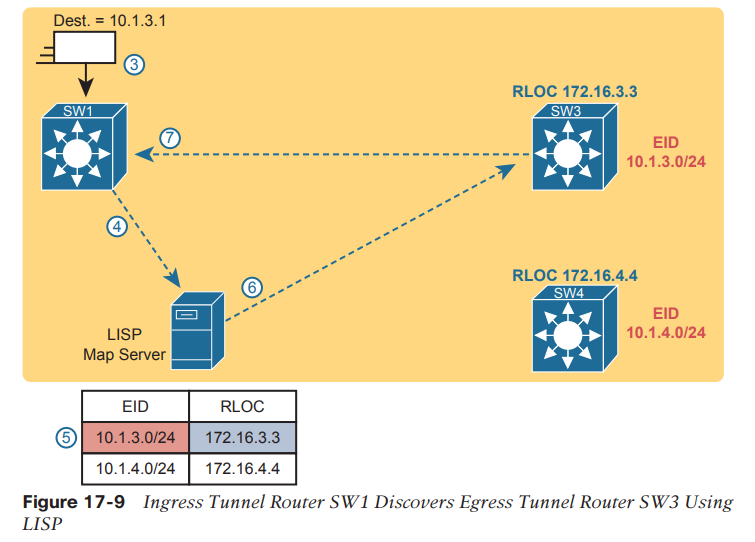 Dest. = 10.1.3.1
3
SW1
RLOC 172.16.3.3
SW3
7
EID
10.1.3.0/24
4
6
RLOC 172.16.4.4
SW4
EID
10.1.4.0/24
LISP
Map Server
EID RLOC
5 10.1.3.0/24 172.16.3.3
10.1.4.0/24 172.16.4.4
Figure 17-9 Ingress Tunnel Router SW1 Discovers Egress Tunnel Router SW3 Using
LISP